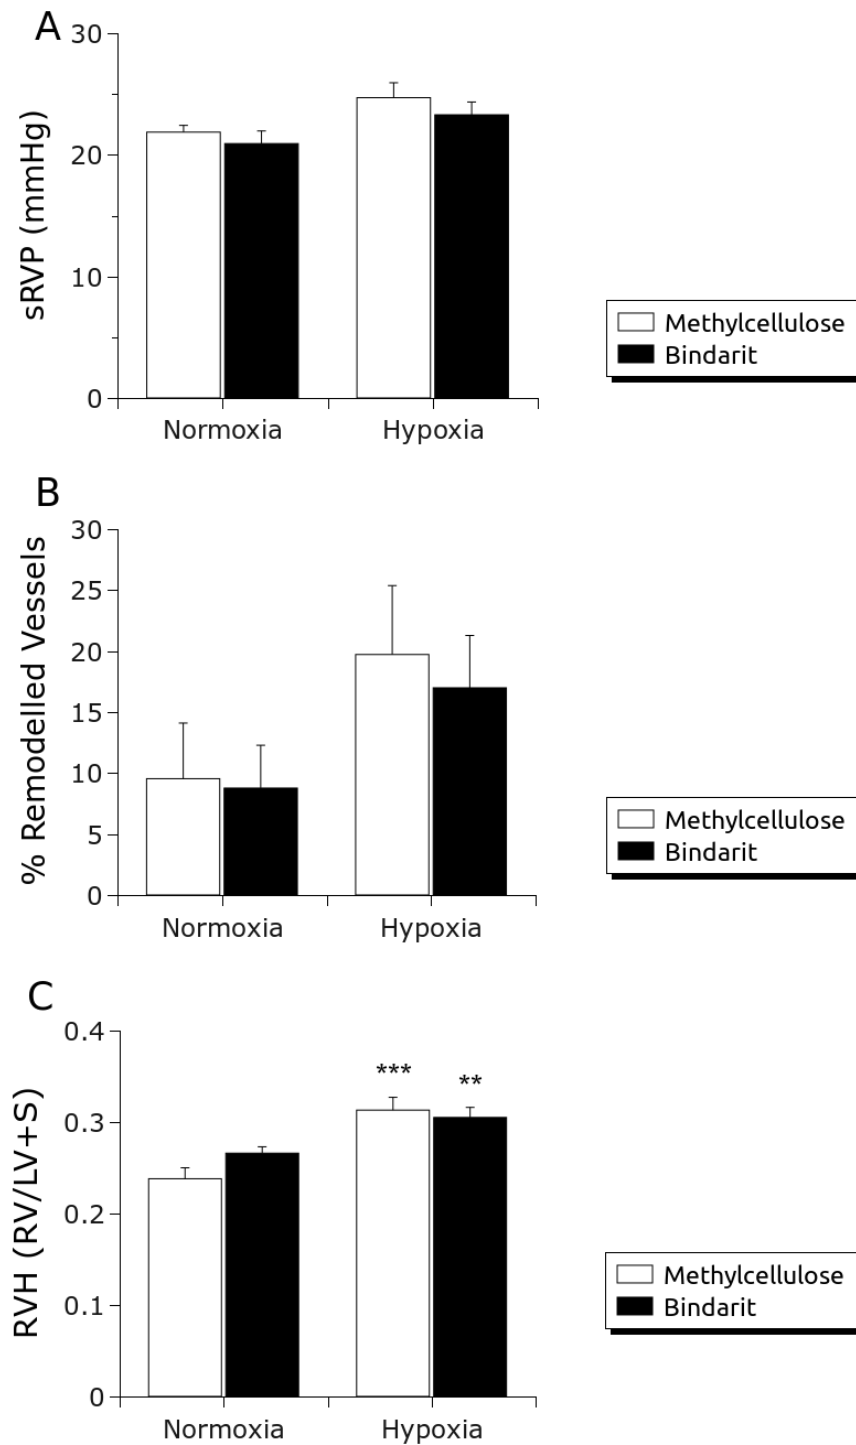 A
30
20
10
0
sRVP (mmHg)
Normoxia Hypoxia
Methylcellulose
Bindarit
B
30
25
20
15
10
5
0
% Remodelled Vessels
Normoxia Hypoxia
Methylcellulose
Bindarit
C
0.4
0.3
0.2
0.1
0
RVH (RV/LV+S)
***
**
Normoxia Hypoxia
Methylcellulose
Bindarit